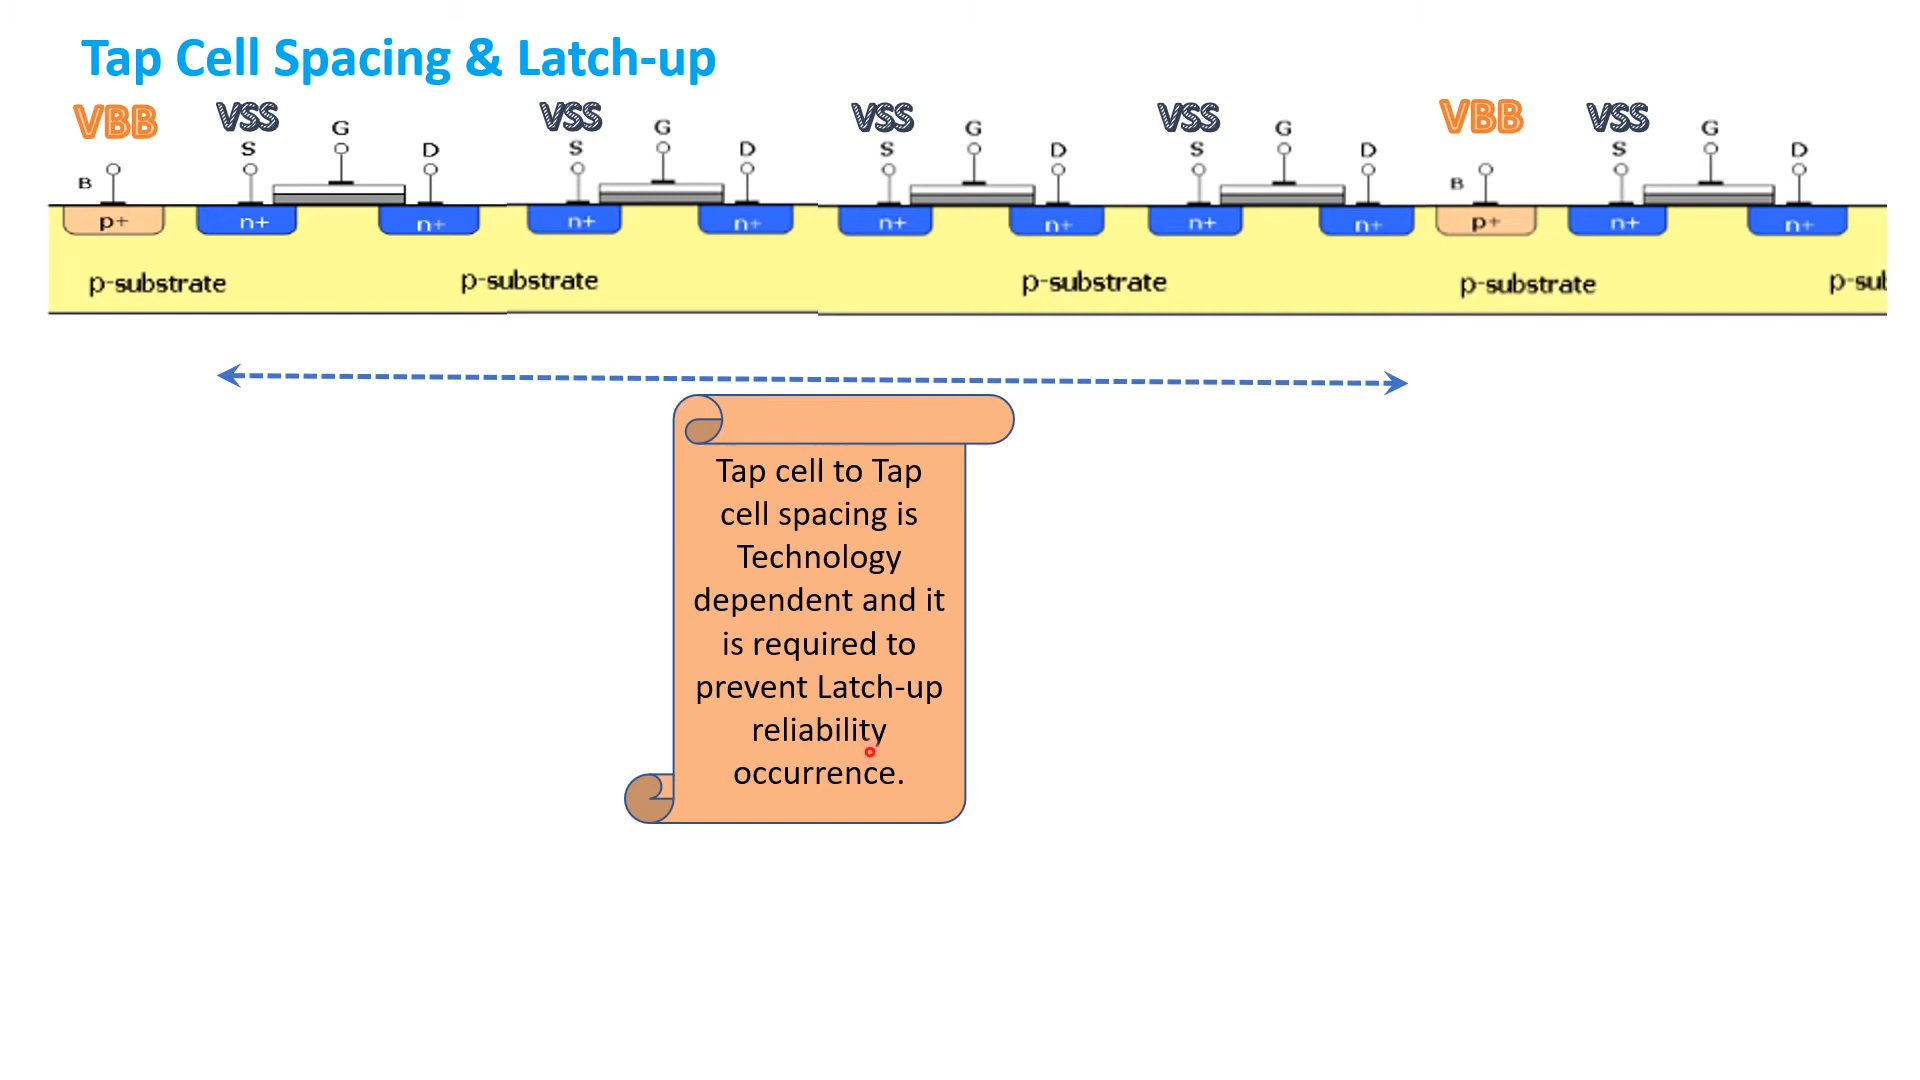 Tap Cell Spacing & Latch-up
VBB VSS VSS VSS VSS VBB VSS
G G G G G
S D S D S D S D S D
B B
p+ n+ n+ n+ n+ n+ n+ n+ n+ p+ n+ n+
p-substrate p-substrate p-substrate p-substrate p-sul
Tap cell to Tap
cell spacing is
Technology
dependent and it
is required to
prevent Latch-up
reliability
occurrence.